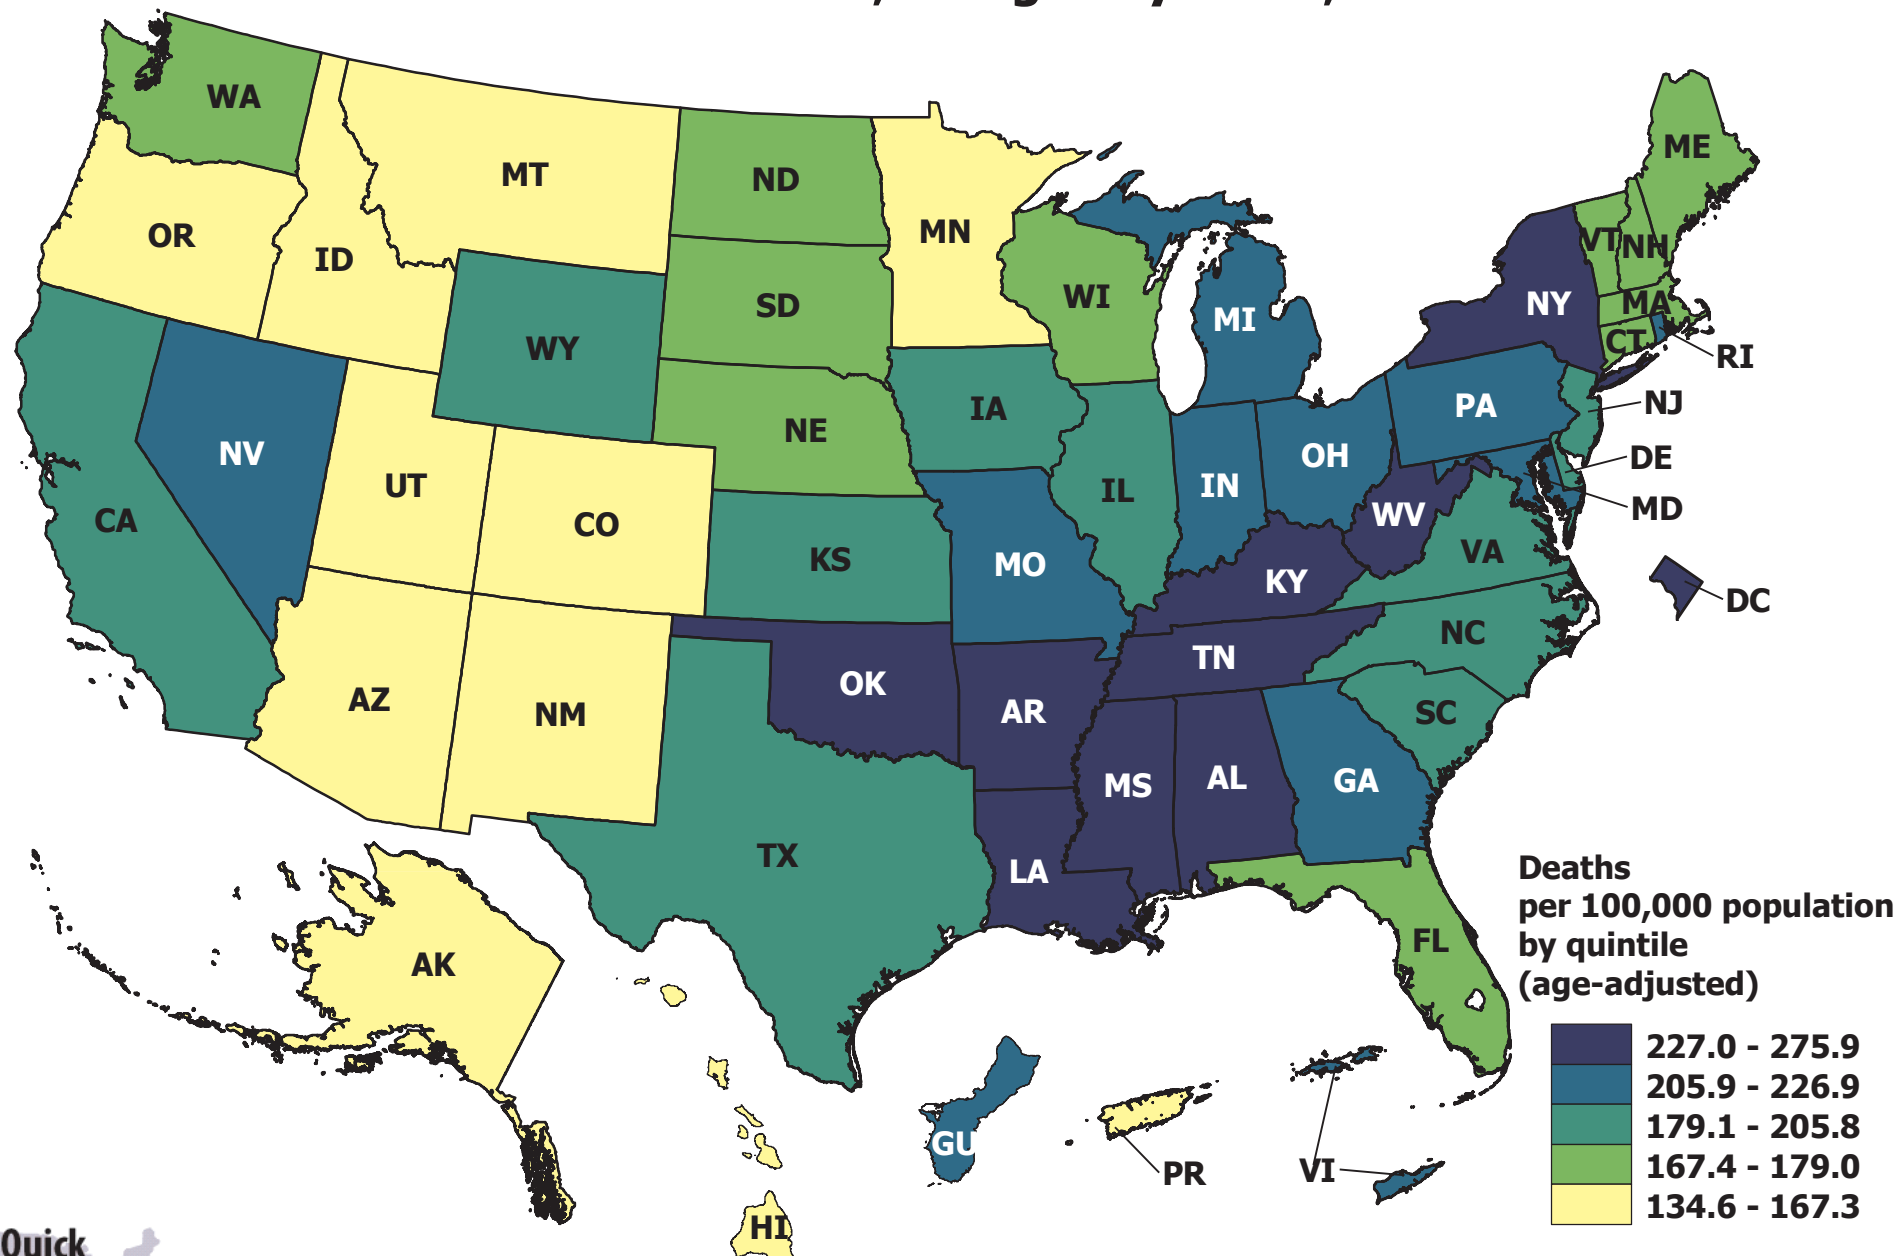 WA
MT
ND
ME
OR
ID
MN
VT
NH
SD
WI
NY
MA
MI
WY
CT
RI
IA
PA
NJ
NE
NV
OH
DE
UT
IL
IN
MD
CA
CO
WV
KS
MO
VA
KY
DC
NC
TN
OK
AZ
AR
SC
NM
MS
AL
GA
TX
LA
FL
AK
Deaths
per 100,000 population
by quintile
(age-adjusted)
227.0 - 275.9
205.9 - 226.9
179.1 - 205.8
167.4 - 179.0
134.6 - 167.3
GU
PR
VI
HI
Quick